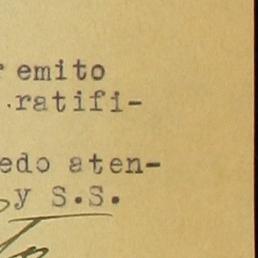 emito
ratifi-
edo aten-
y S.S.